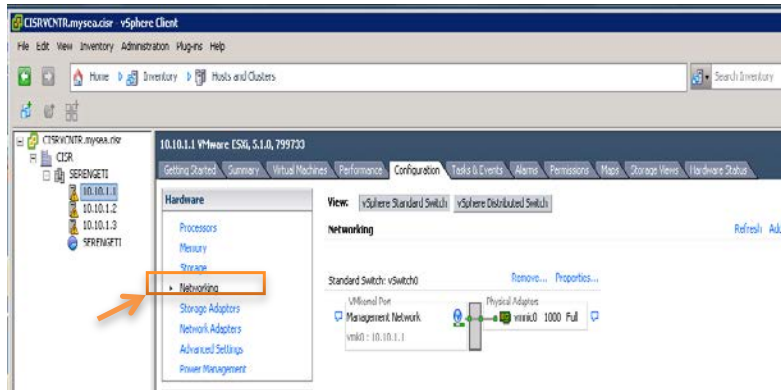 CISRVCNTR.mysea.cisr - vSphere Client
File Edit View Inventory Administration Plug-ins Help
Home Inventory Hosts and Clusters
Search Inventory
CISRVCNTR.mysea.cisr
CISR
SERENGETI
10.10.1.1
10.10.1.2
10.10.1.3
SERENGETI
10.10.1.1 VMware ESXi, 5.1.0, 799733
Getting Started Summary Virtual Machines Performance Configuration Tasks & Events Alarms Permissions Maps Storage Views Hardware Status
Hardware
Processors
Memory
Storage
Networking
Storage Adapters
Network Adapters
Advanced Settings
Power Management
View: vSphere Standard Switch vSphere Distributed Switch
Networking
Refresh Add
Standard Switch: vSwitch0 Remove... Properties...
VMkernel Port
Management Network
vmk0 : 10.10.1.1
Physical Adapters
vmnic0 1000 Full